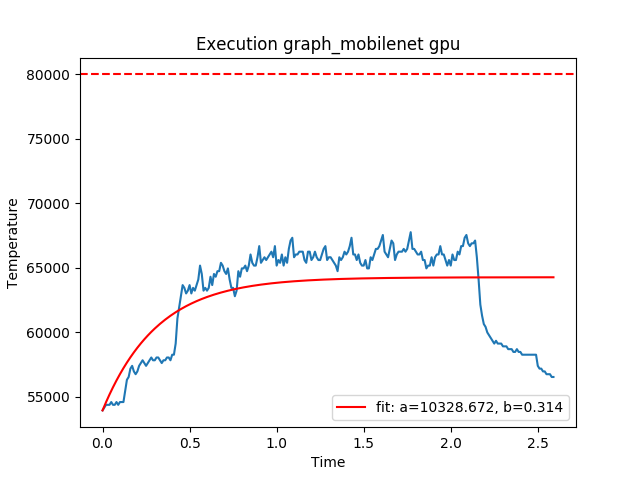 Execution graph_mobilenet gpu
80000
75000
70000
65000
60000
55000
Temperature
fit: a=10328.672, b=0.314
0.0 0.5 1.0 1.5 2.0 2.5
Time